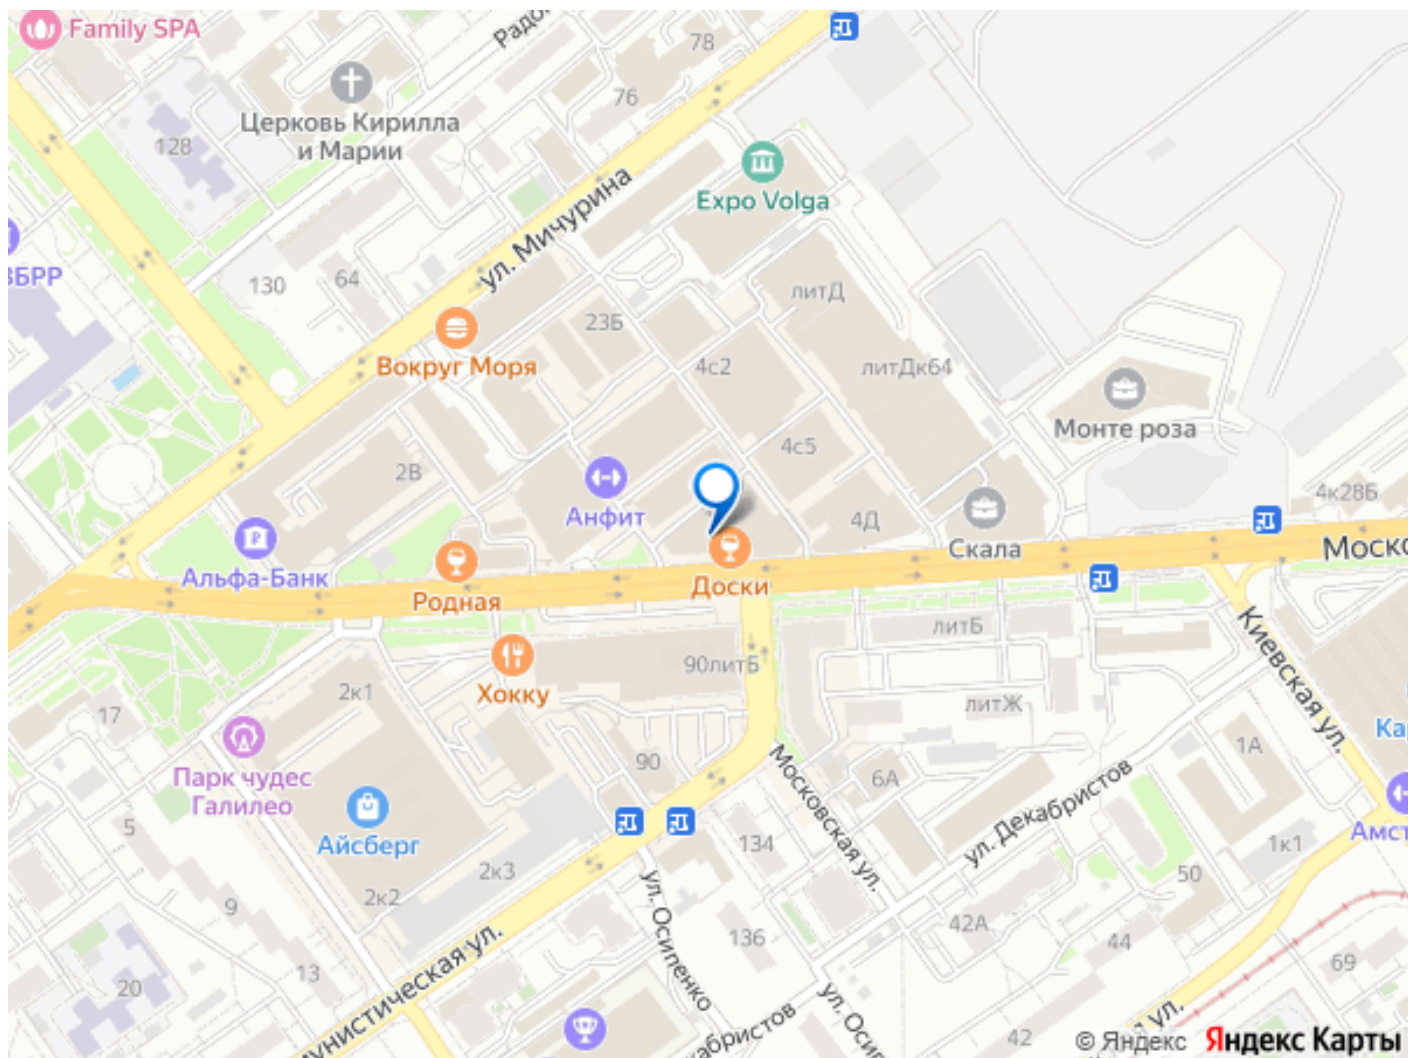 Family SPA
Радо
78
76
Церковь Кирилла
и Марии
128
Expo Volga
ул. Мичурина
ЗБРР
130
64
литД
23Б
Вокруг Моря
4с2
литДк64
Монте роза
4с5
2В
Анфит
4к28Б
4Д
Скала
Моско
Альфа-Банк
Родная
Доски
литБ
Киевская ул.
90литБ
Хокку
2к1
литЖ
17
Ка
1А
Парк чудес
Галилео
90
Московская ул.
6А
ул. Декабристов
5
Айсберг
134
Амст
1к1
2к3
50
2к2
ул. Осипенко
9
42А
136
44
мунистическая ул.
13
69
20
ул. Оси
кабристов
я ул.
42
© Яндекс Яндекс Карты